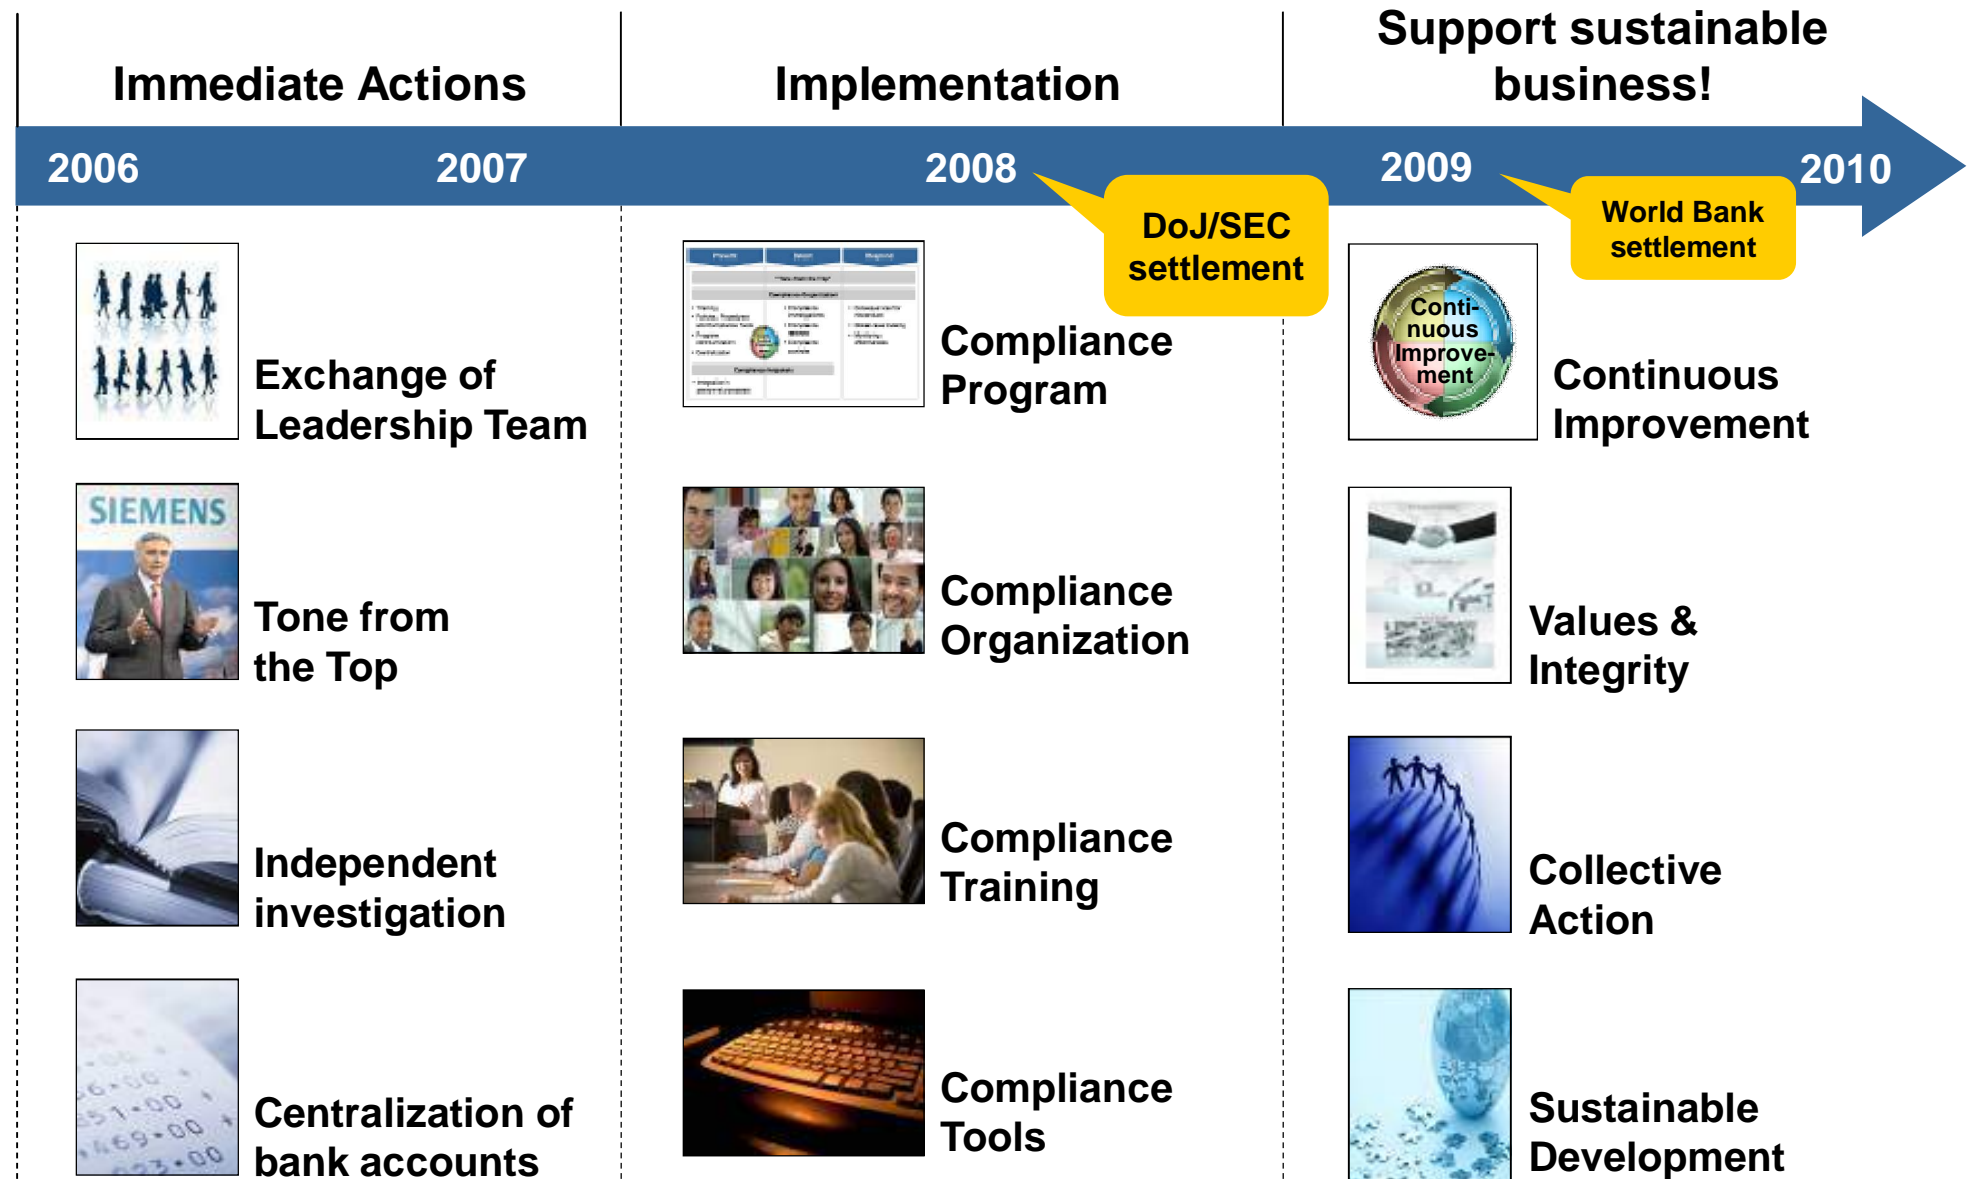 Support sustainable
business!
Immediate Actions
Implementation
2006
2007
2008
2009
2010
DoJ/SEC
settlement
World Bank
settlement
Exchange of
Leadership Team
SIEMENS
Tone from
the Top
Independent
investigation
Centralization of
bank accounts
Compliance
Program
Compliance
Organization
Compliance
Training
Compliance
Tools
Conti-
nuous
Improve-
ment
Continuous
Improvement
Values &
Integrity
Collective
Action
Sustainable
Development